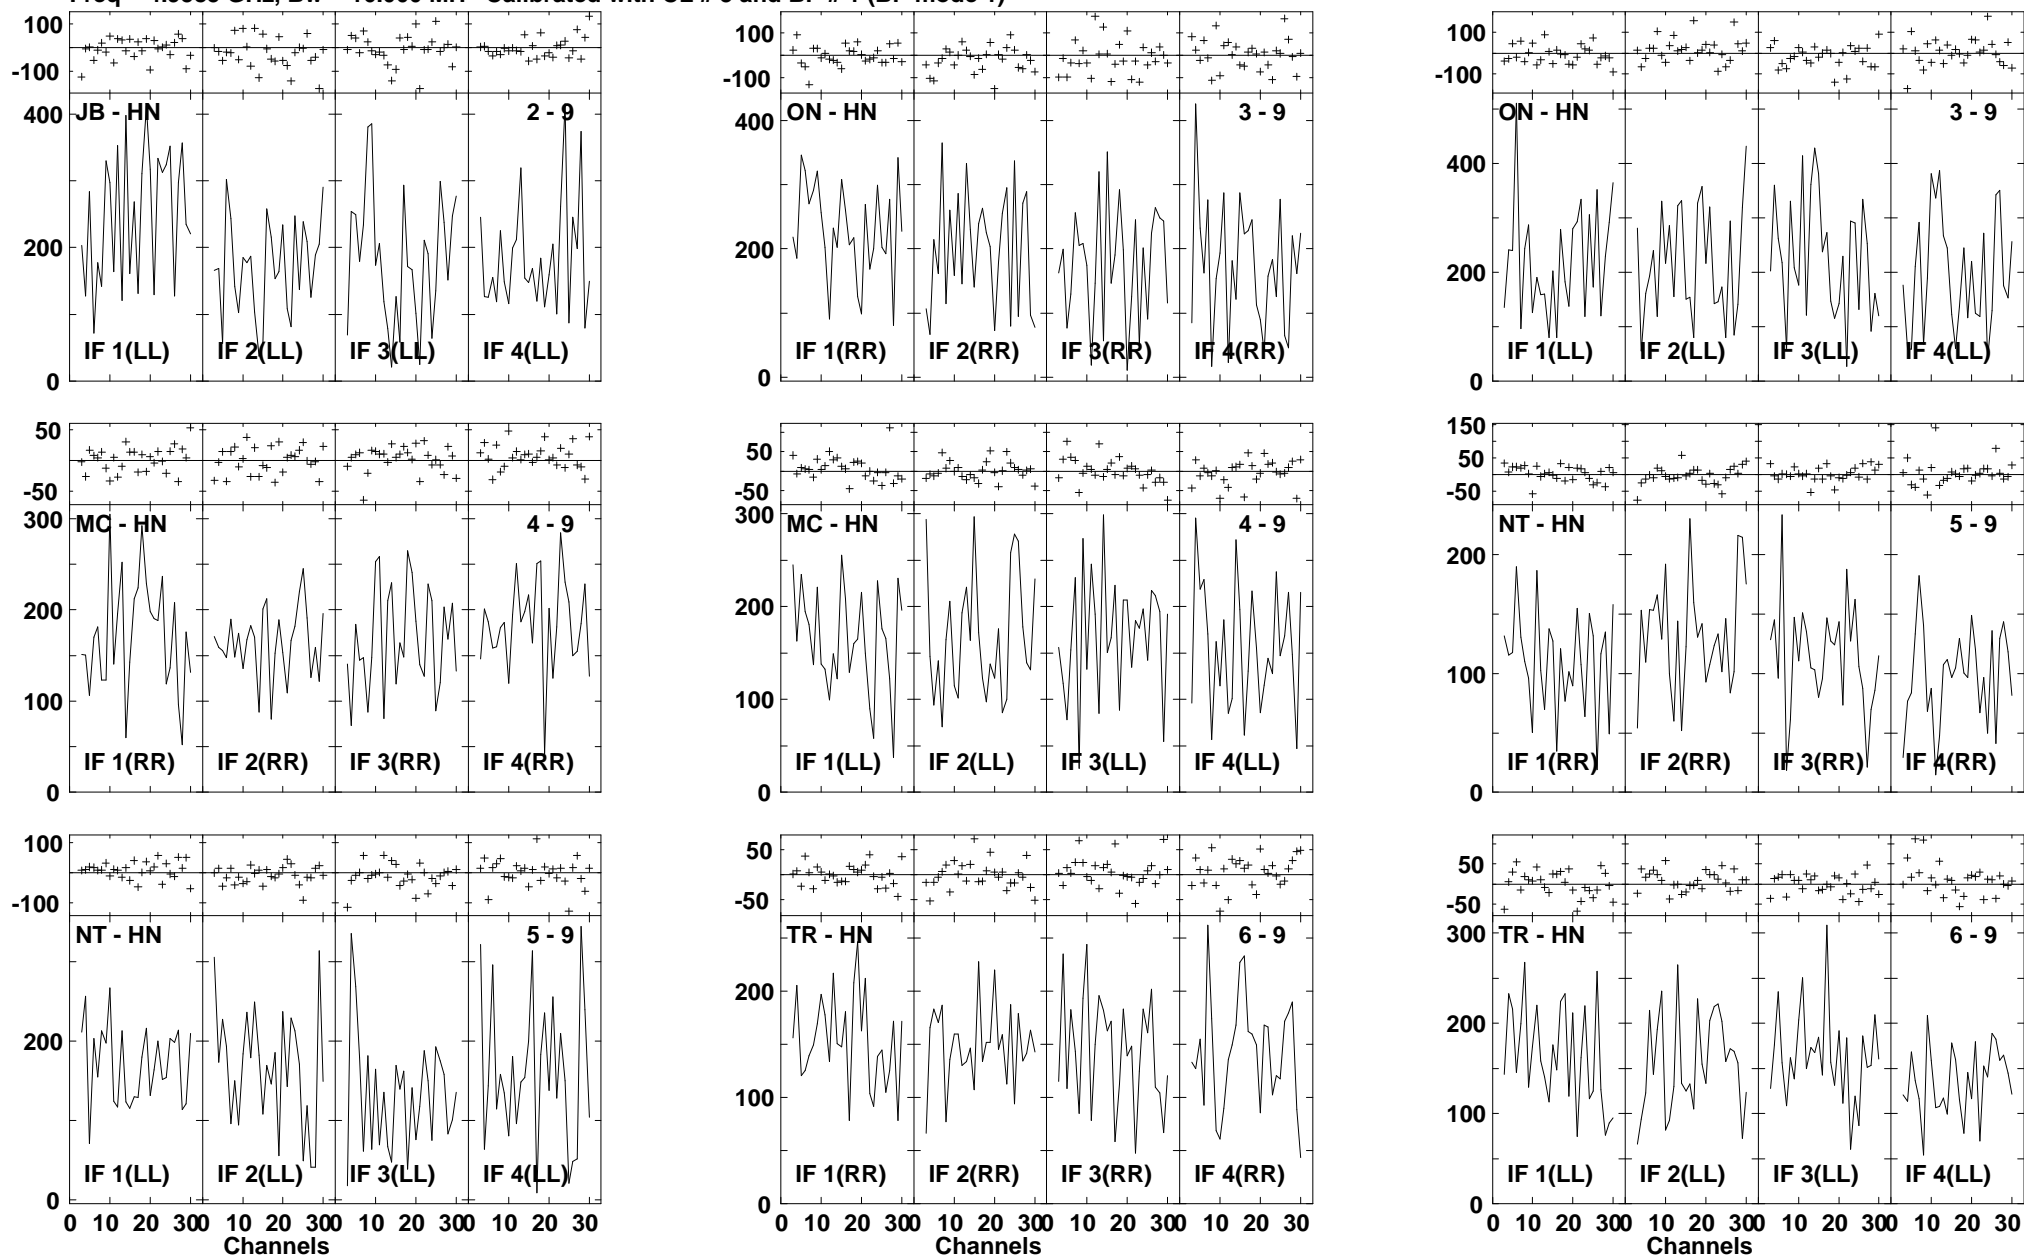 100
-100
JB - HN 2 - 9
400
200
0
IF 1(LL) IF 2(LL) IF 3(LL) IF 4(LL)
100
-100
ON - HN 3 - 9
400
200
0
IF 1(RR) IF 2(RR) IF 3(RR) IF 4(RR)
100
-100
ON - HN 3 - 9
400
200
0
IF 1(LL) IF 2(LL) IF 3(LL) IF 4(LL)
50
-50
MC - HN 4 - 9
300
200
100
0
IF 1(RR) IF 2(RR) IF 3(RR) IF 4(RR)
50
-50
MC - HN 4 - 9
300
200
100
0
IF 1(LL) IF 2(LL) IF 3(LL) IF 4(LL)
150
50
-50
NT - HN 5 - 9
200
100
0
IF 1(RR) IF 2(RR) IF 3(RR) IF 4(RR)
100
-100
NT - HN 5 - 9
200
0
IF 1(LL) IF 2(LL) IF 3(LL) IF 4(LL)
0 10 20 30 0 10 20 30 0 10 20 30 0 10 20 30
Channels
50
-50
TR - HN 6 - 9
200
100
0
IF 1(RR) IF 2(RR) IF 3(RR) IF 4(RR)
0 10 20 30 0 10 20 30 0 10 20 30 0 10 20 30
Channels
50
-50
TR - HN 6 - 9
300
200
100
0
IF 1(LL) IF 2(LL) IF 3(LL) IF 4(LL)
0 10 20 30 0 10 20 30 0 10 20 30 0 10 20 30
Channels